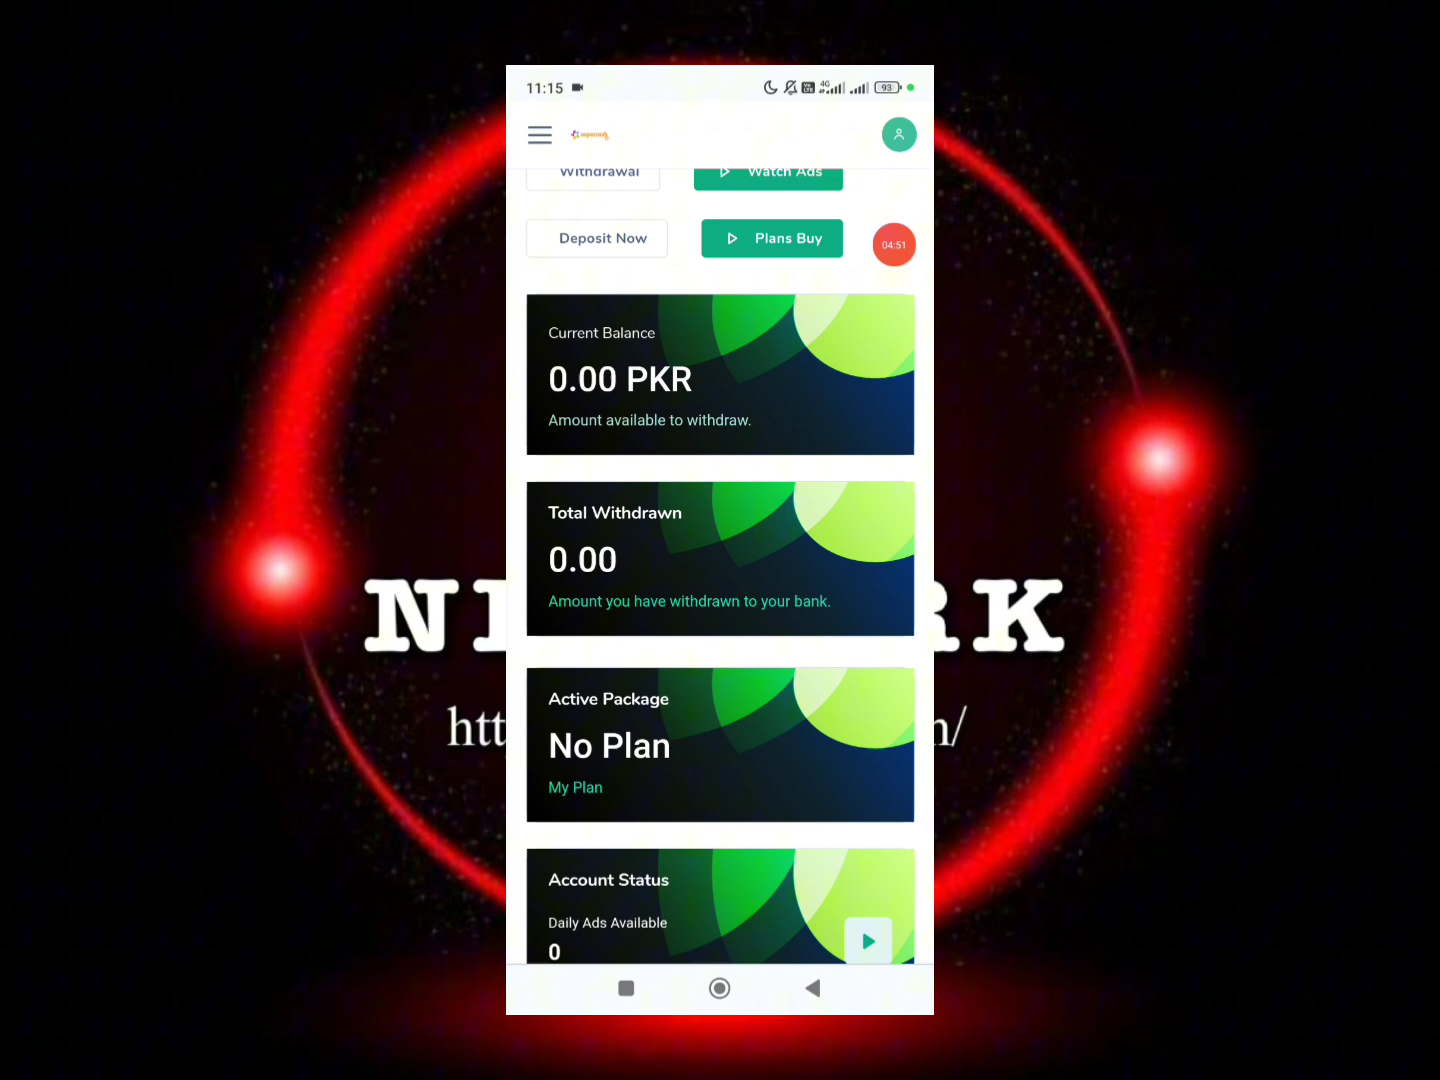 11:15
4G
93
Withdrawal
Watch Ads
Deposit Now
Plans Buy
04:51
Current Balance
0.00 PKR
Amount available to withdraw.
Total Withdrawn
0.00
Amount you have withdrawn to your bank.
N RK
htt n/
Active Package
No Plan
My Plan
Account Status
Daily Ads Available
0